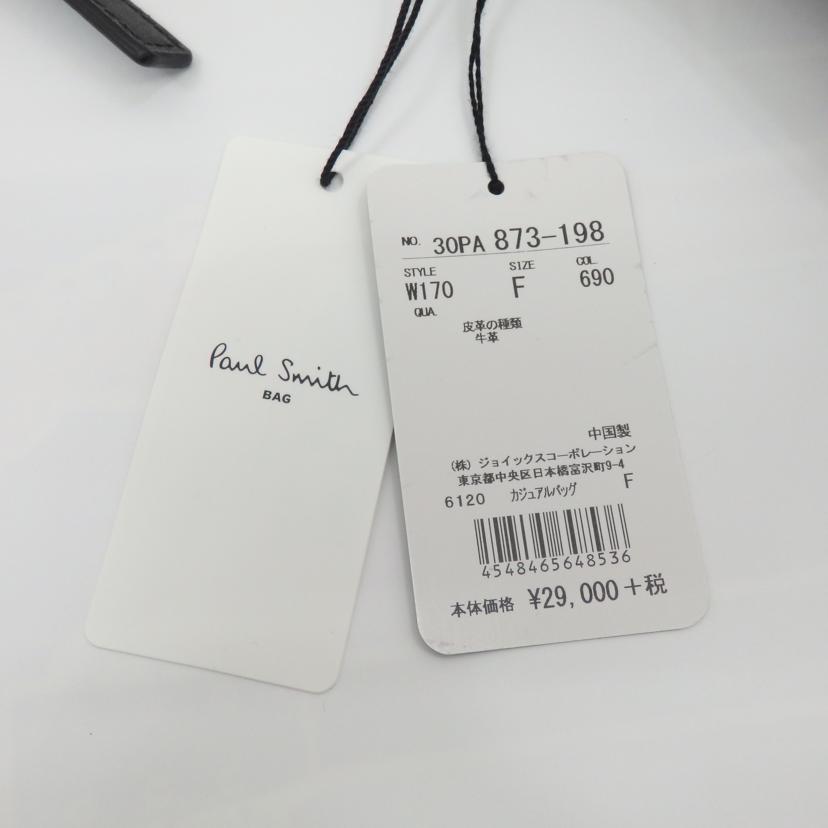 Paul Smith
BAG
NO. 30PA 873-198
STYLE SIZE COL.
W170 F 690
QUA.
皮革の種類
牛革
中国製
(株) ジョイックスコーポレーション
東京都中央区日本橋富沢町9-4
6120 カジュアルバッグ F
4548465648536
本体価格 ¥29,000+税